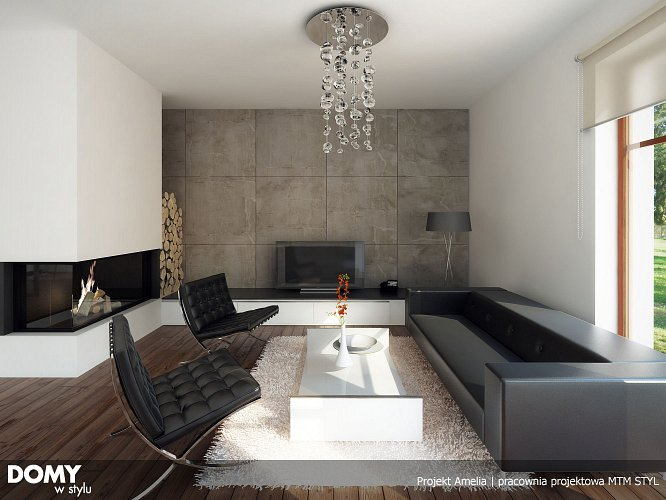 DOMY
w stylu
Projekt Amelia | pracownia projektowa MTM STYL